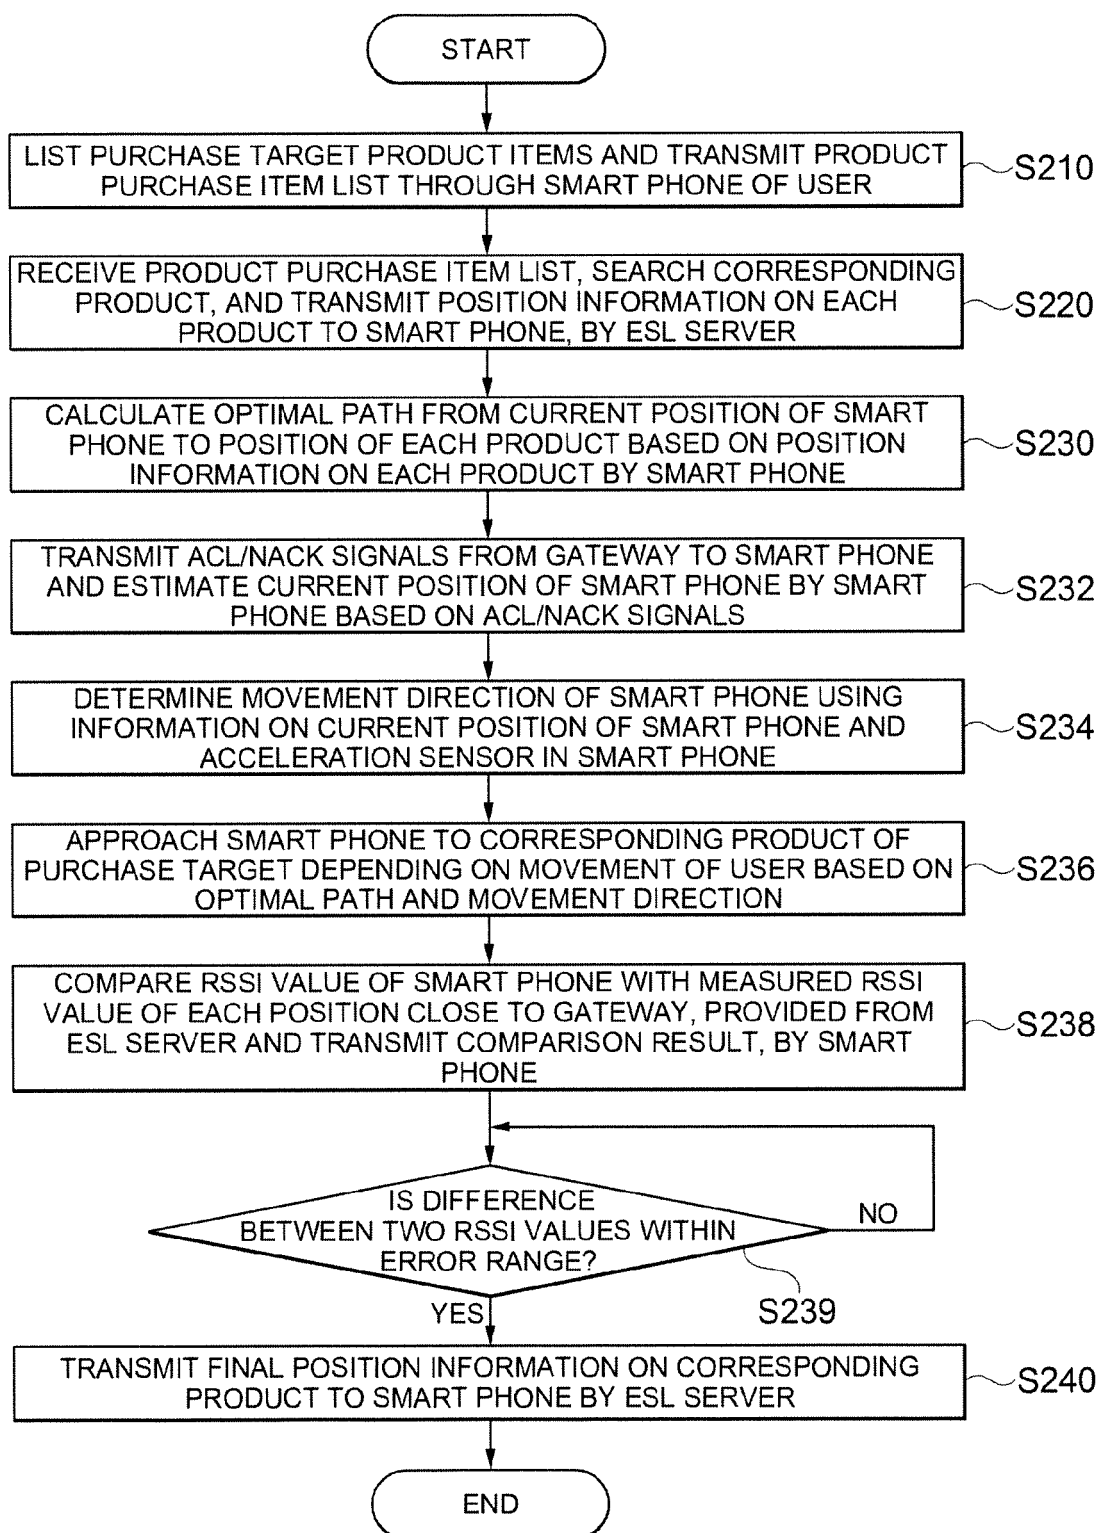 START
LIST PURCHASE TARGET PRODUCT ITEMS AND TRANSMIT PRODUCT
PURCHASE ITEM LIST THROUGH SMART PHONE OF USER
S210
RECEIVE PRODUCT PURCHASE ITEM LIST, SEARCH CORRESPONDING
PRODUCT, AND TRANSMIT POSITION INFORMATION ON EACH
PRODUCT TO SMART PHONE, BY ESL SERVER
S220
CALCULATE OPTIMAL PATH FROM CURRENT POSITION OF SMART
PHONE TO POSITION OF EACH PRODUCT BASED ON POSITION
INFORMATION ON EACH PRODUCT BY SMART PHONE
S230
TRANSMIT ACL/NACK SIGNALS FROM GATEWAY TO SMART PHONE
AND ESTIMATE CURRENT POSITION OF SMART PHONE BY SMART
PHONE BASED ON ACL/NACK SIGNALS
S232
DETERMINE MOVEMENT DIRECTION OF SMART PHONE USING
INFORMATION ON CURRENT POSITION OF SMART PHONE AND
ACCELERATION SENSOR IN SMART PHONE
S234
APPROACH SMART PHONE TO CORRESPONDING PRODUCT OF
PURCHASE TARGET DEPENDING ON MOVEMENT OF USER BASED ON
OPTIMAL PATH AND MOVEMENT DIRECTION
S236
COMPARE RSSI VALUE OF SMART PHONE WITH MEASURED RSSI
VALUE OF EACH POSITION CLOSE TO GATEWAY, PROVIDED FROM
ESL SERVER AND TRANSMIT COMPARISON RESULT, BY SMART
PHONE
S238
IS DIFFERENCE
BETWEEN TWO RSSI VALUES WITHIN
ERROR RANGE?
NO
S239
YES
TRANSMIT FINAL POSITION INFORMATION ON CORRESPONDING
PRODUCT TO SMART PHONE BY ESL SERVER
S240
END